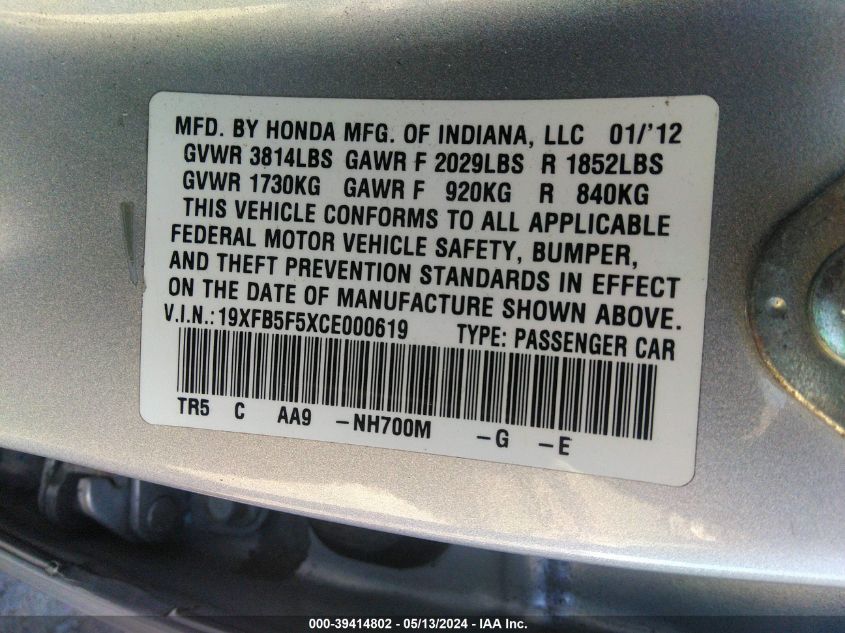 MFD. BY HONDA MFG. OF INDIANA, LLC 01/'12
GVWR 3814LBS GAWR F 2029LBS R 1852LBS
GVWR 1730KG GAWR F 920KG R 840KG
THIS VEHICLE CONFORMS TO ALL APPLICABLE
FEDERAL MOTOR VEHICLE SAFETY, BUMPER,
AND THEFT PREVENTION STANDARDS IN EFFECT
ON THE DATE OF MANUFACTURE SHOWN ABOVE.
V.I.N.:19XFB5F5XCE000619 TYPE: PASSENGER CAR
TR5 C AA9 -NH700M -G -E
000-39414802 / 05/13/2024 - IAA Inc.